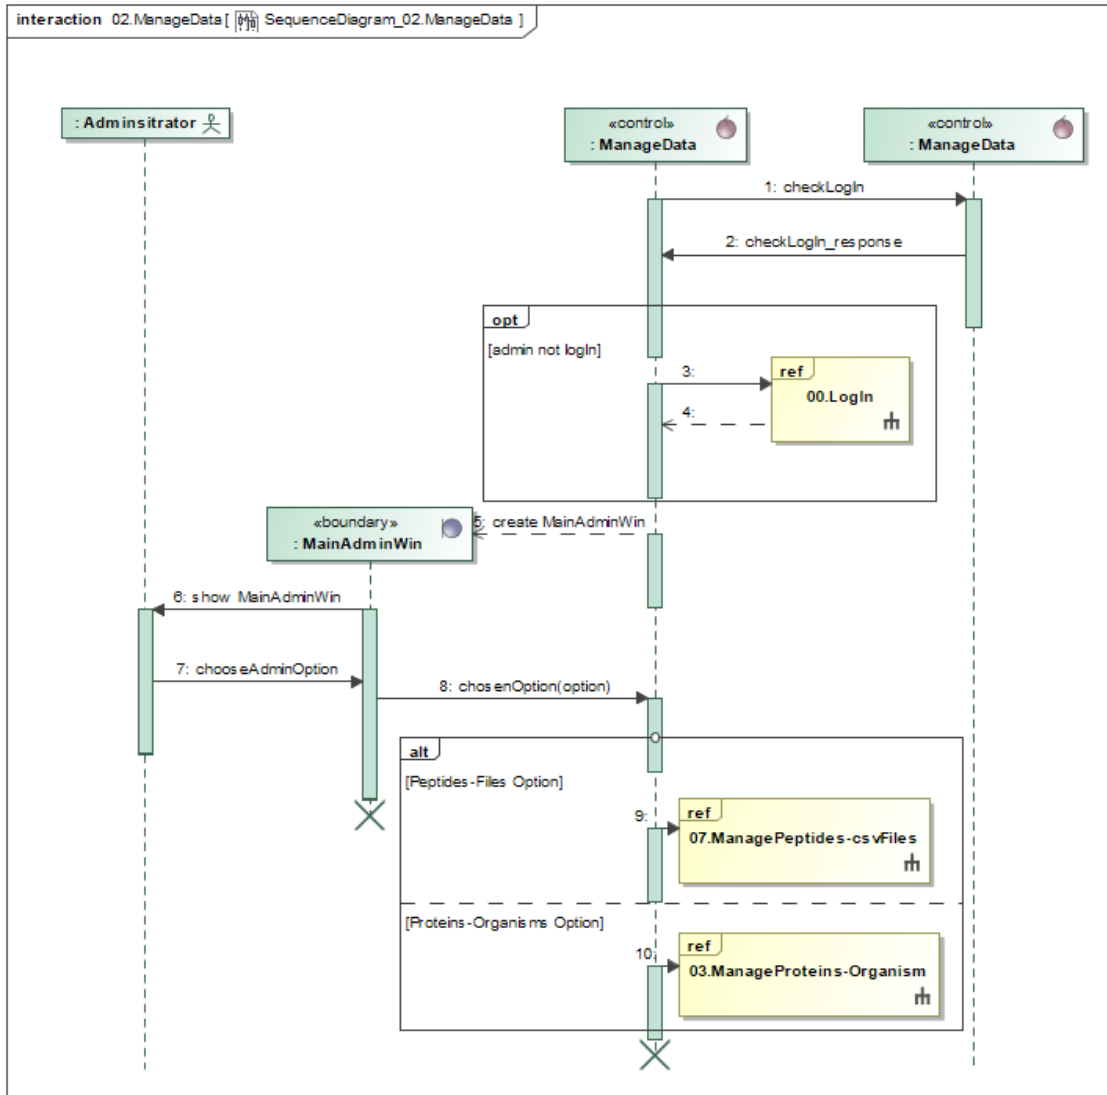 interaction 02.ManageData [ SequenceDiagram_02.ManageData ]
: Adminsitrator
«control»
: ManageData
«control»
: ManageData
1: checkLogIn
2: checkLogIn_response
opt
[admin not logIn]
3:
ref
00.LogIn
4:
«boundary»
: MainAdminWin
5: create MainAdminWin
6: show MainAdminWin
7: chooseAdminOption
8: chosenOption(option)
alt
[Peptides-Files Option]
9:
ref
07.ManagePeptides-csvFiles
[Proteins-Organisms Option]
10:
ref
03.ManageProteins-Organism